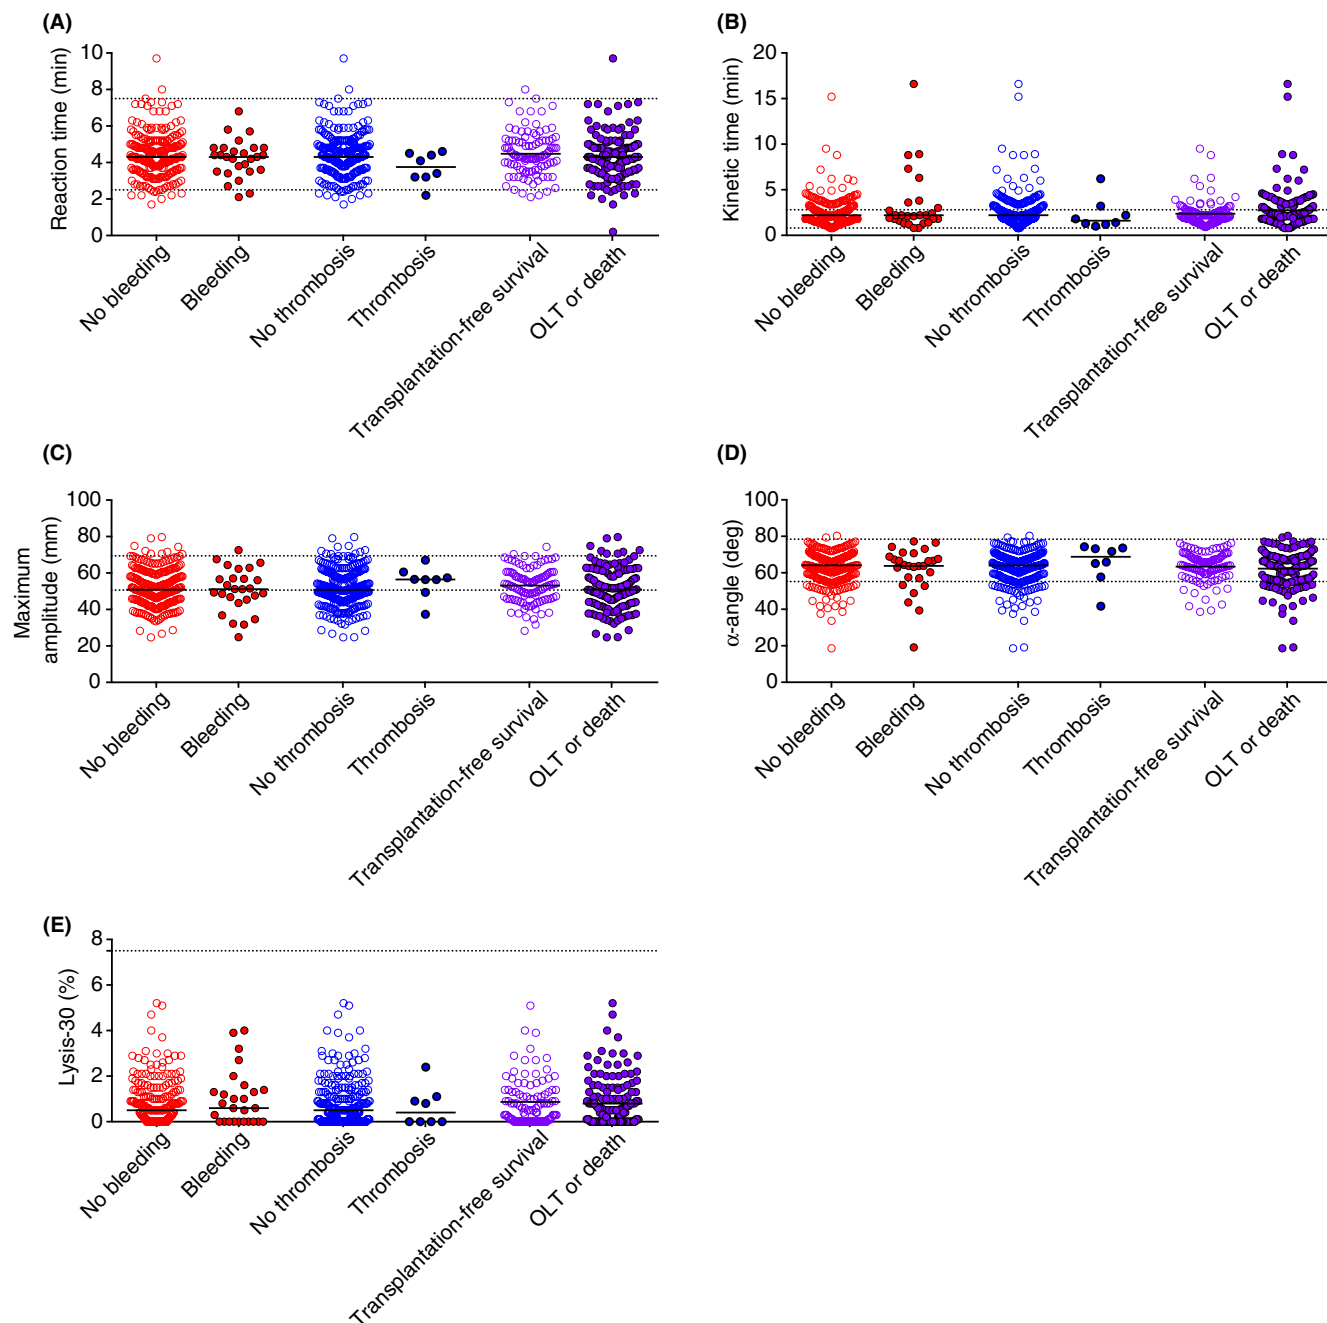 (A)
Reaction time (min)
10
8
6
4
2
0
No bleeding
Bleeding
No thrombosis
Thrombosis
Transplantation-free survival
OLT or death
(B)
Kinetic time (min)
20
15
10
5
0
No bleeding
Bleeding
No thrombosis
Thrombosis
Transplantation-free survival
OLT or death
(C)
Maximum
amplitude (mm)
100
80
60
40
20
0
No bleeding
Bleeding
No thrombosis
Thrombosis
Transplantation-free survival
OLT or death
(D)
α-angle (deg)
100
80
60
40
20
0
No bleeding
Bleeding
No thrombosis
Thrombosis
Transplantation-free survival
OLT or death
(E)
Lysis-30 (%)
8
6
4
2
0
No bleeding
Bleeding
No thrombosis
Thrombosis
Transplantation-free survival
OLT or death